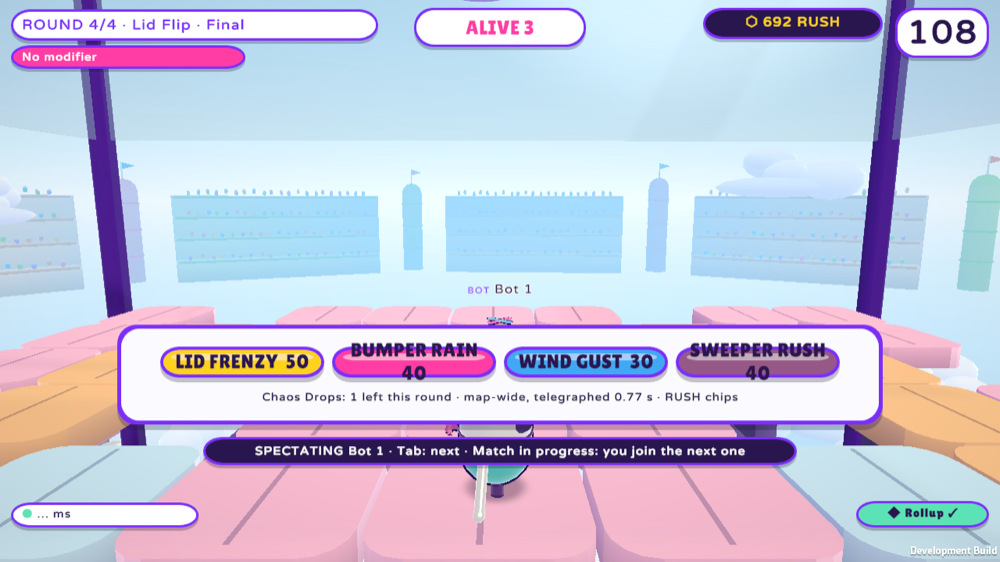 ROUND 4/4 · Lid Flip · Final
ALIVE 3
692 RUSH
108
No modifier
BOT Bot 1
LID FRENZY 50
BUMPER RAIN
40
WIND GUST 30
SWEEPER RUSH
40
Chaos Drops: 1 left this round · map-wide, telegraphed 0.77 s · RUSH chips
SPECTATING Bot 1 · Tab: next · Match in progress: you join the next one
... ms
◆ Rollup ✓
Development Build